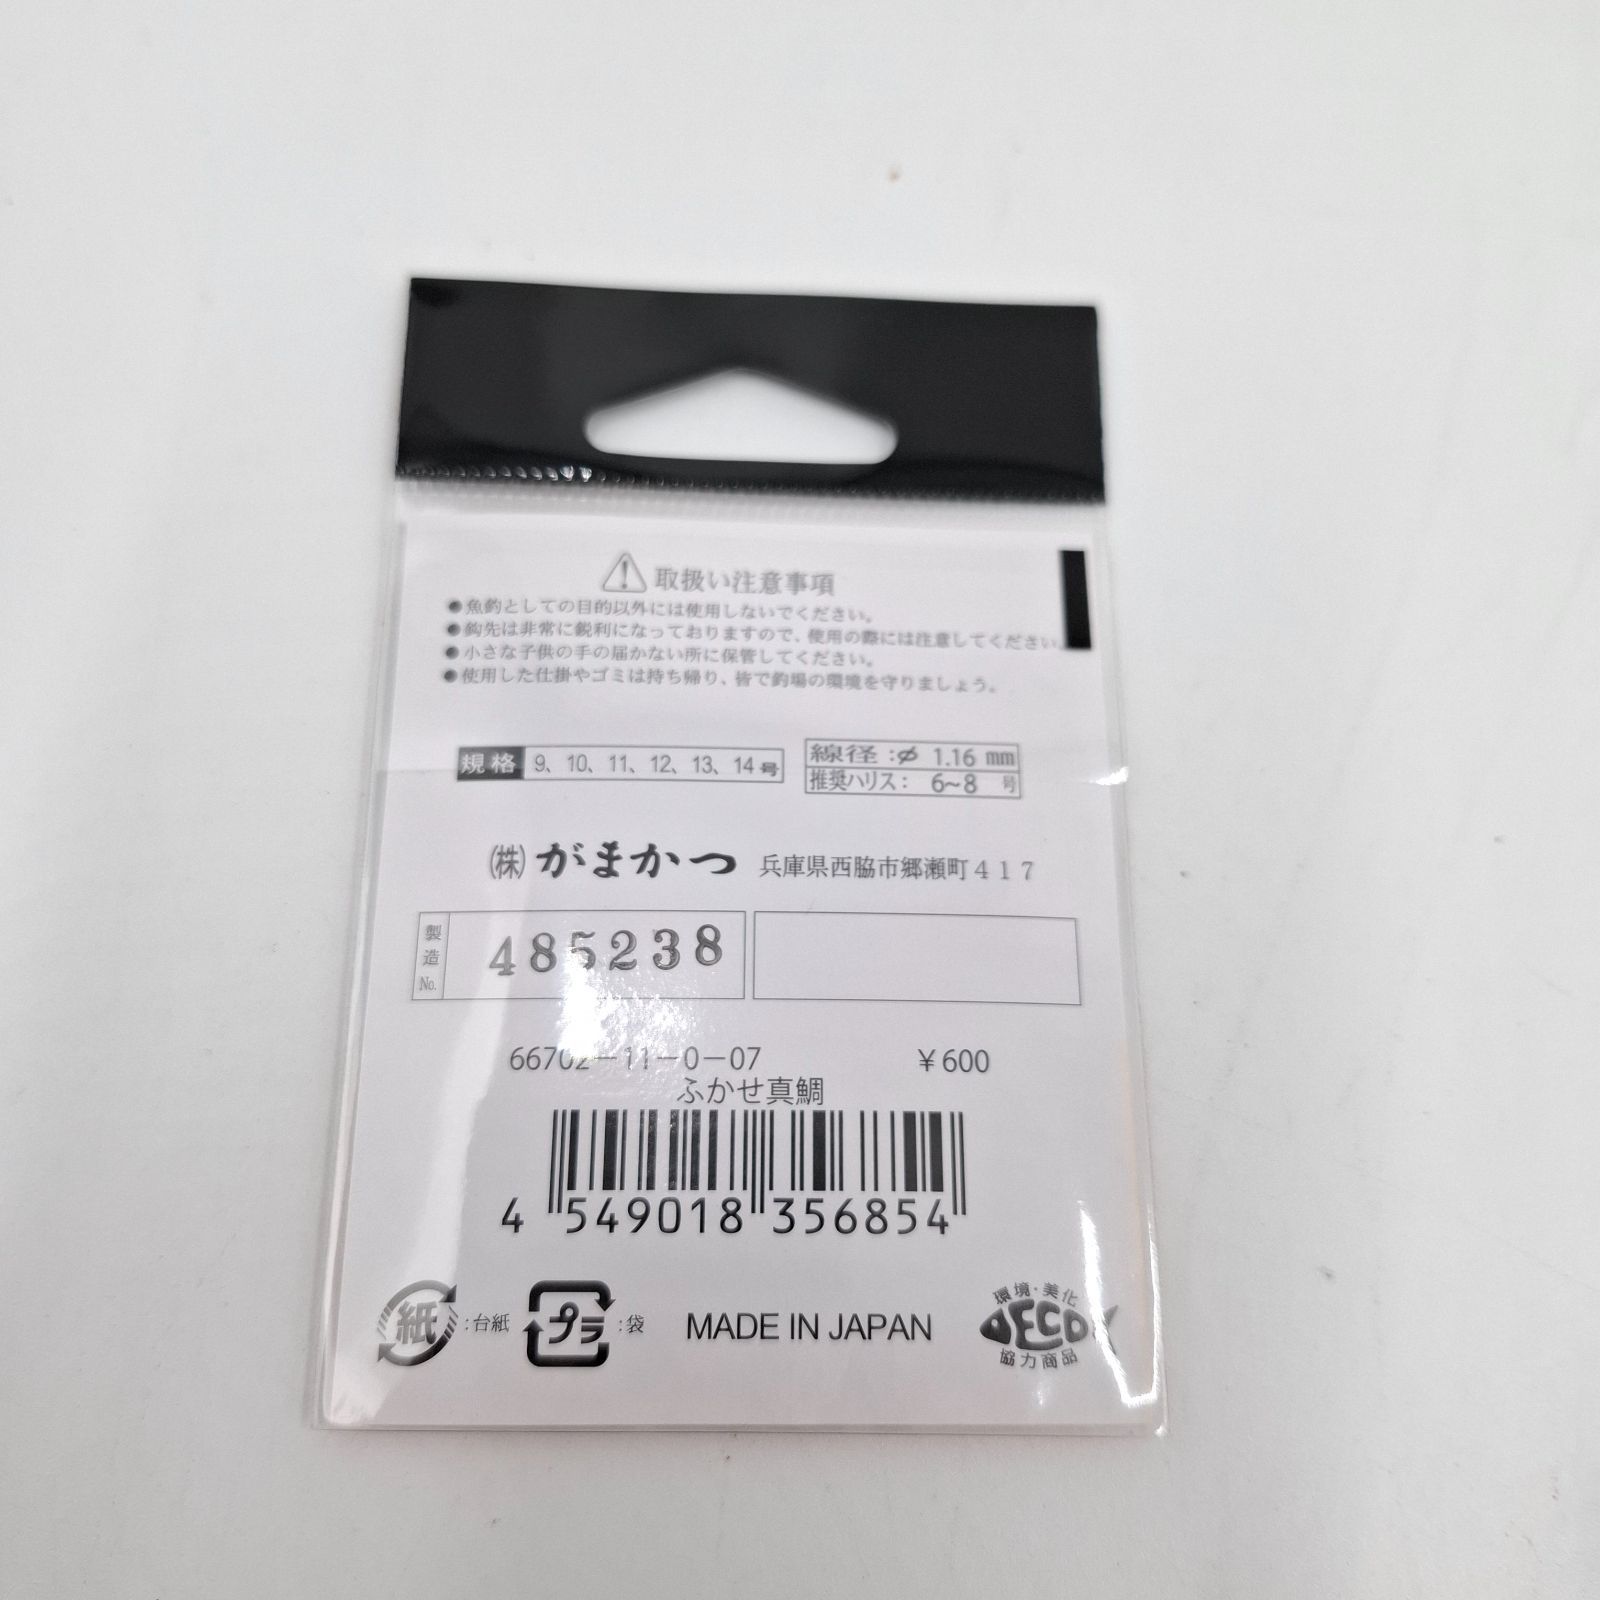 取扱い注意事項
●魚釣としての目的以外には使用しないでください。
●鈎先は非常に鋭利になっておりますので、使用の際には注意してください。
●小さな子供の手の届かない所に保管してください。
●使用した仕掛やゴミは持ち帰り、皆で釣場の環境を守りましょう。
規格 9、10、11、12、13、14号
線径:φ 1.16 mm
推奨ハリス: 6~8 号
㈱がまかつ 兵庫県西脇市郷瀬町417
製造No. 485238
66702-11-0-07 ¥600
ふかせ真鯛
4 549018 356854
紙 :台紙 プラ :袋 MADE IN JAPAN
環境・美化
DECO
協力商品